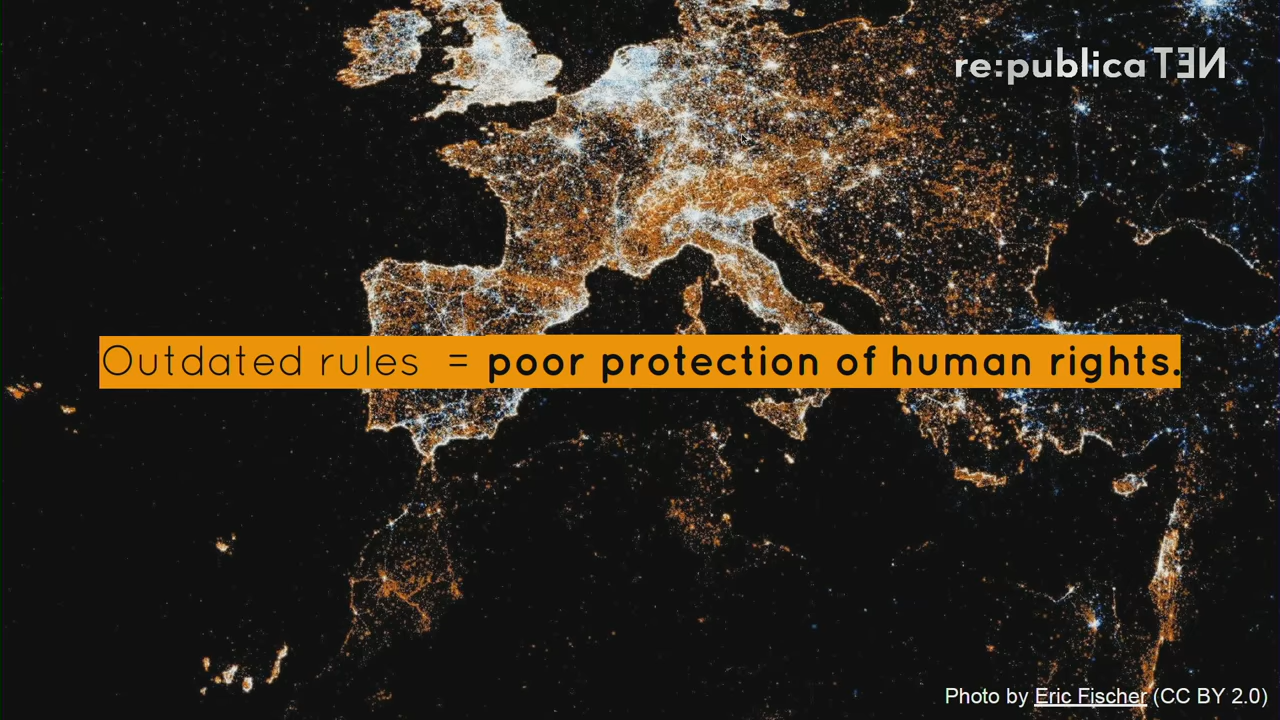 re:publica TEN
Outdated rules = poor protection of human rights.
Photo by Eric Fischer (CC BY 2.0)